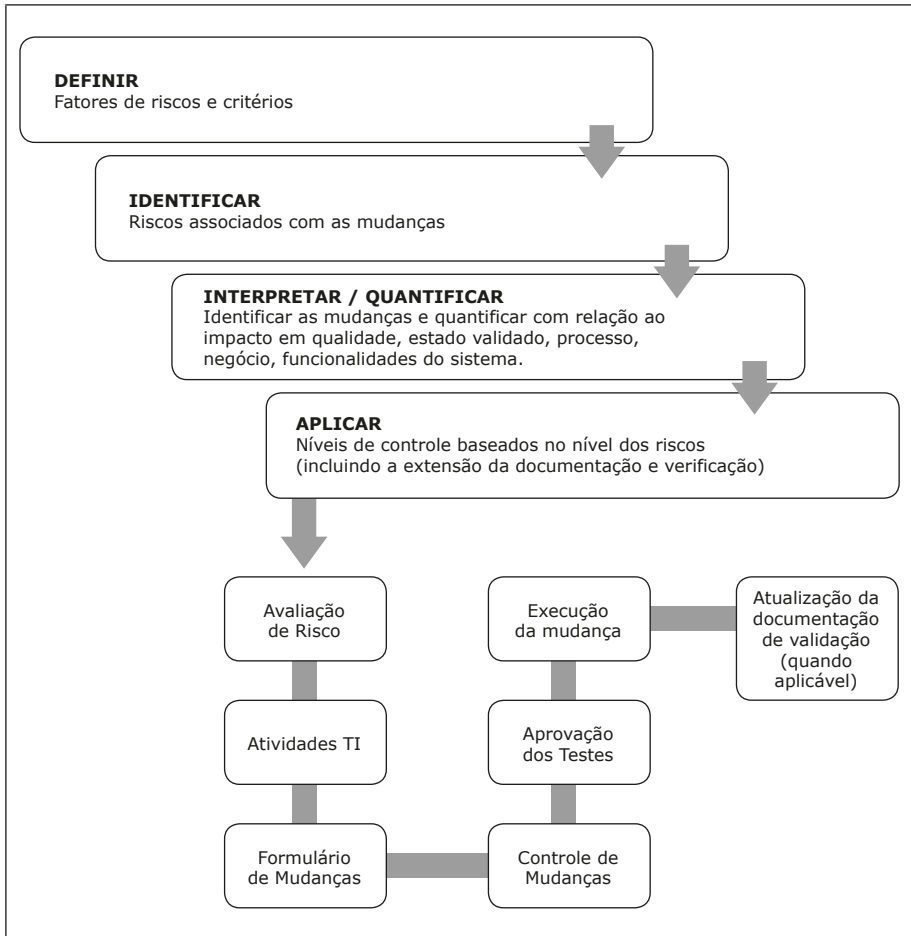 DEFINIR
Fatores de riscos e critérios
IDENTIFICAR
Riscos associados com as mudanças
INTERPRETAR / QUANTIFICAR
Identificar as mudanças e quantificar com relação ao
impacto em qualidade, estado validado, processo,
negócio, funcionalidades do sistema.
APLICAR
Níveis de controle baseados no nível dos riscos
(incluindo a extensão da documentação e verificação)
Avaliação
de Risco
Atividades TI
Formulário
de Mudanças
Controle de
Mudanças
Aprovação
dos Testes
Execução
da mudança
Atualização da
documentação
de validação
(quando
aplicável)